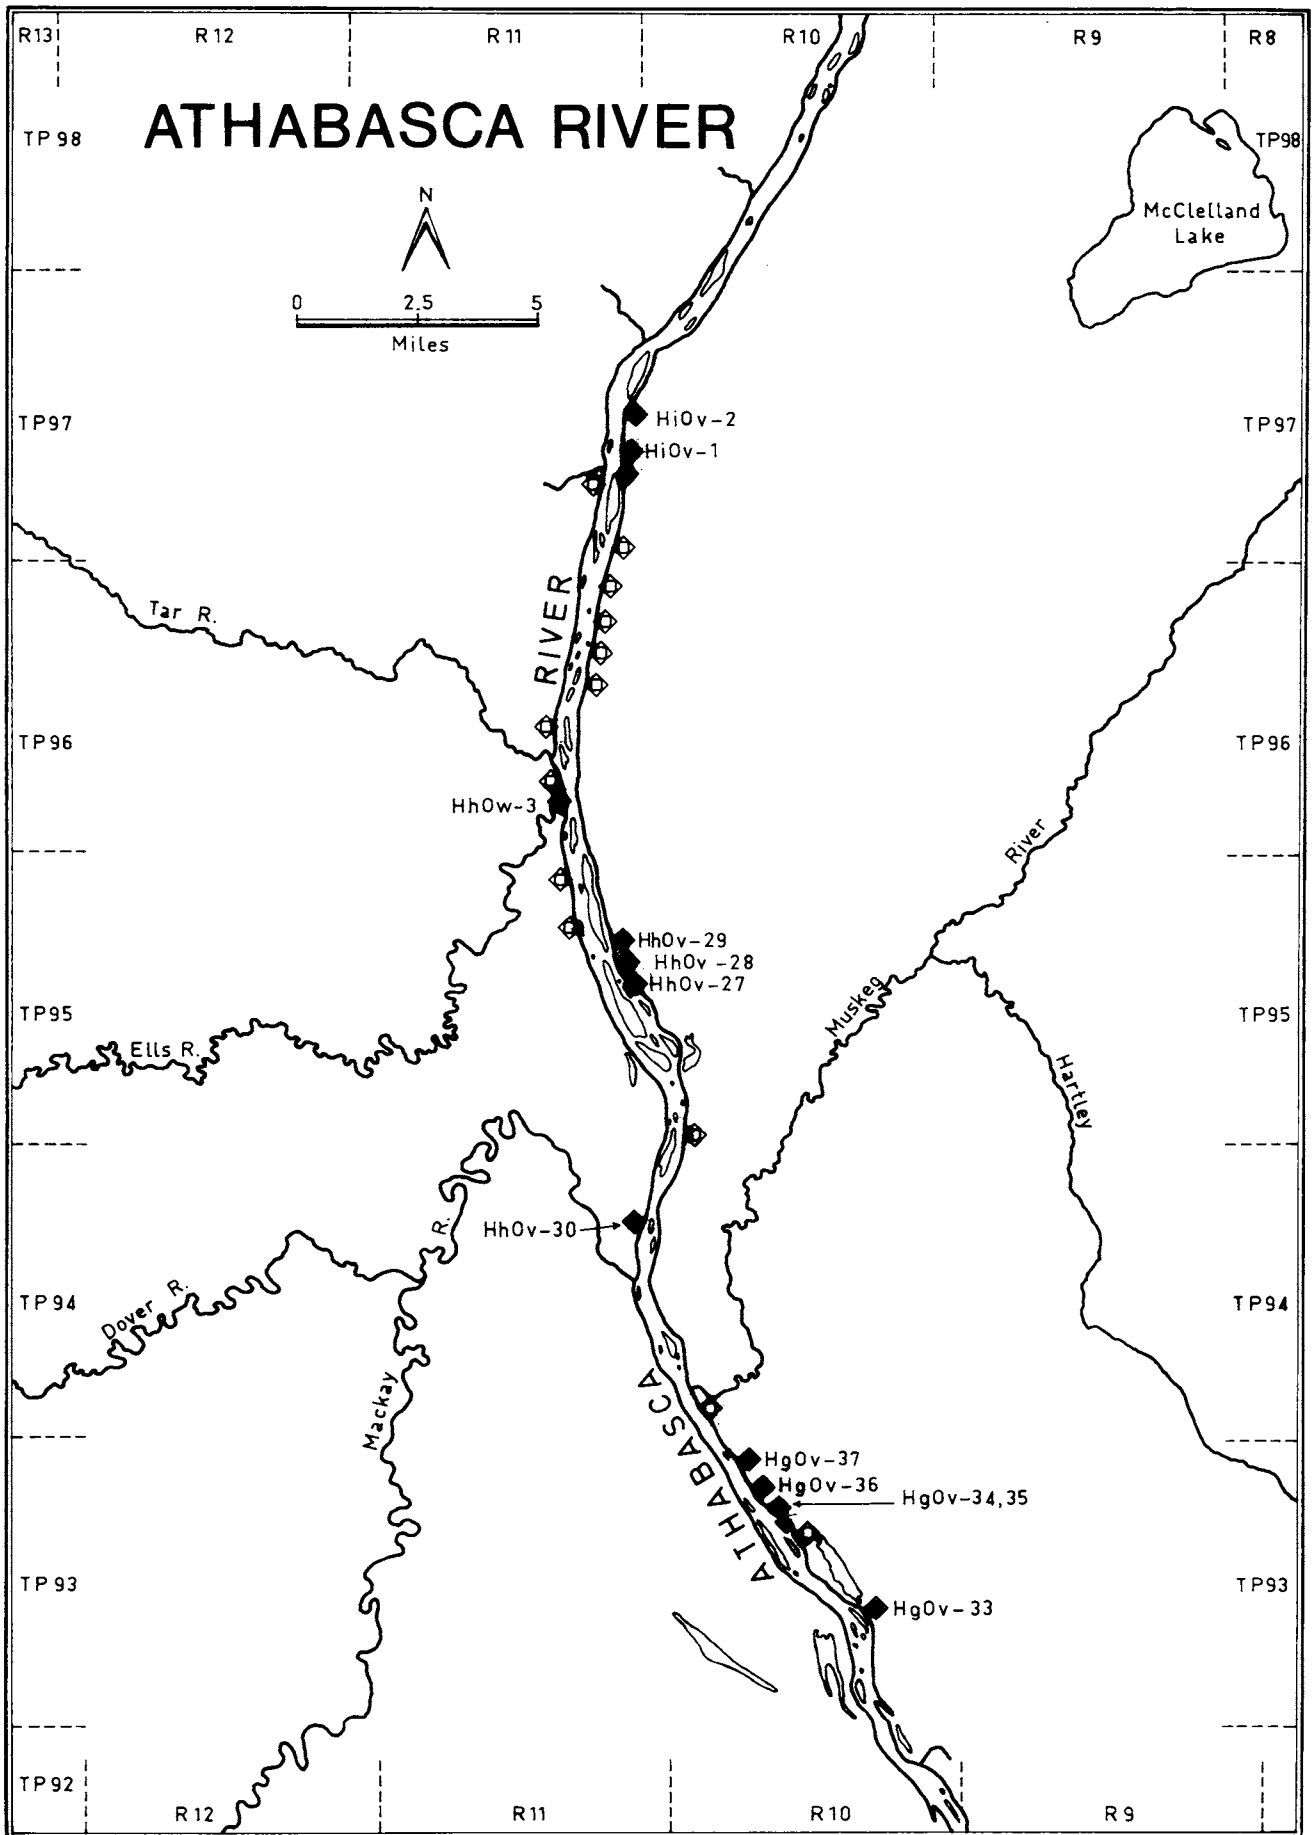 R13
R12
R11
R10
R9
R8
ATHABASCA RIVER
TP 98
TP98
N
McClelland
Lake
0 2.5 5
Miles
TP97
HiOv-2
TP97
HiOv-1
Tar R.
RIVER
TP96
TP96
HhOw-3
River
HhOv-29
HhOv-28
HhOv-27
Muskeg
TP95
TP95
Ells R.
Hartley
R.
HhOv-30
Dover R.
TP94
TP94
Mackay
ATHABASCA
HgOv-37
HgOv-36
HgOv-34,35
TP93
TP93
HgOv-33
TP92
R12
R11
R10
R9